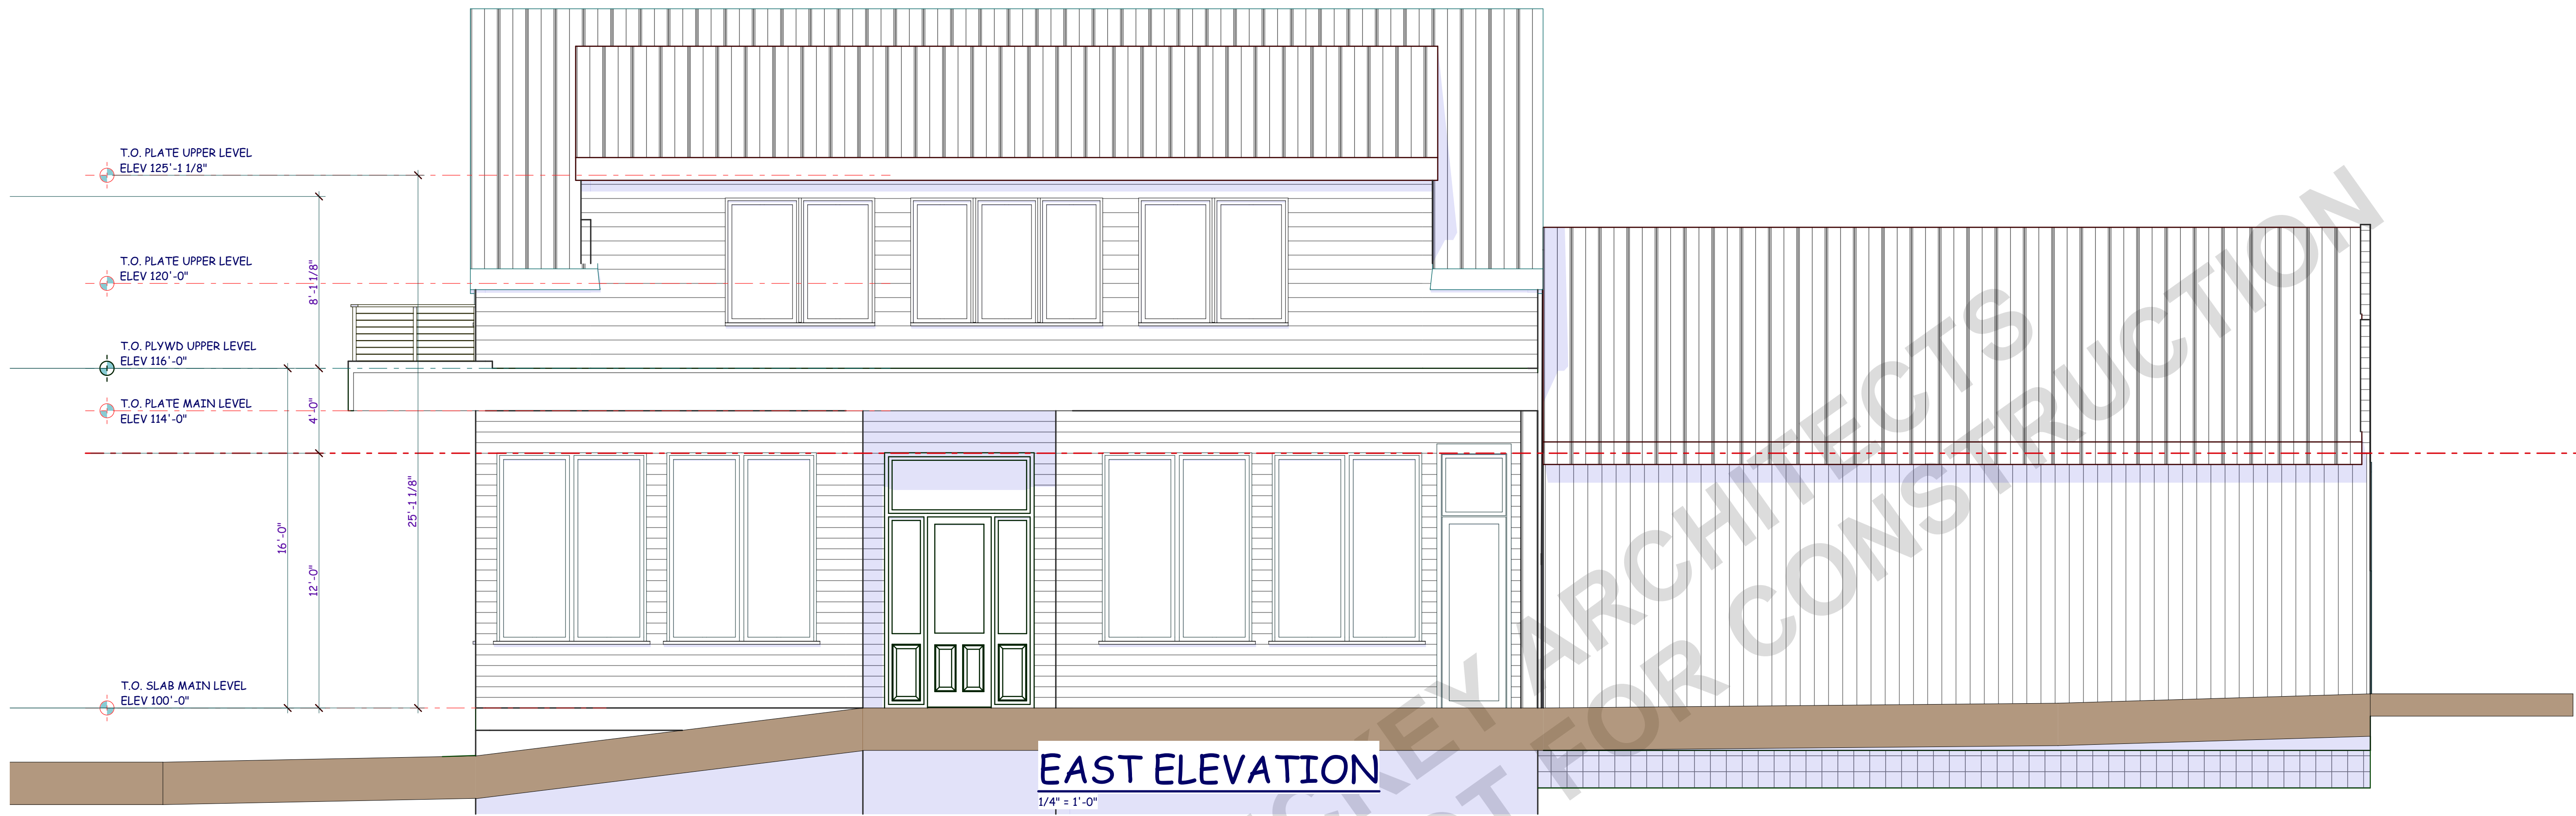 T.O. PLATE UPPER LEVEL
ELEV 125'-1 1/8"
T.O. PLATE UPPER LEVEL
ELEV 120'-0"
8'-1 1/8"
T.O. PLYWD UPPER LEVEL
ELEV 116'-0"
T.O. PLATE MAIN LEVEL
ELEV 114'-0"
4'-0"
25'-1 1/8"
16'-0"
12'-0"
T.O. SLAB MAIN LEVEL
ELEV 100'-0"
EAST ELEVATION
1/4" = 1'-0"
ARCHITECTS
FOR CONSTRUCTION